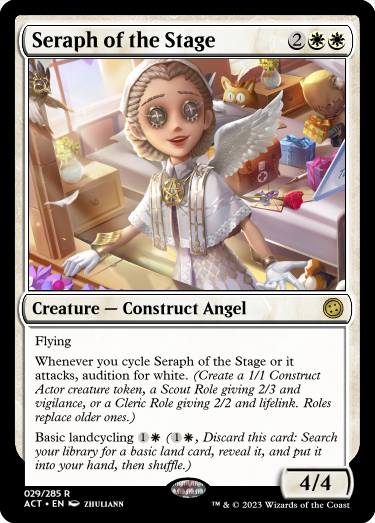 Seraph of the Stage 2
Creature — Construct Angel
Flying
Whenever you cycle Seraph of the Stage or it
attacks, audition for white. (Create a 1/1 Construct
Actor creature token, a Scout Role giving 2/3 and
vigilance, or a Cleric Role giving 2/2 and lifelink. Roles
replace older ones.)
Basic landcycling 1 (1, Discard this card: Search
your library for a basic land card, reveal it, and put it
into your hand, then shuffle.)
4/4
029/285 R
ACT • EN ZHULIANN
™ & © 2023 Wizards of the Coast